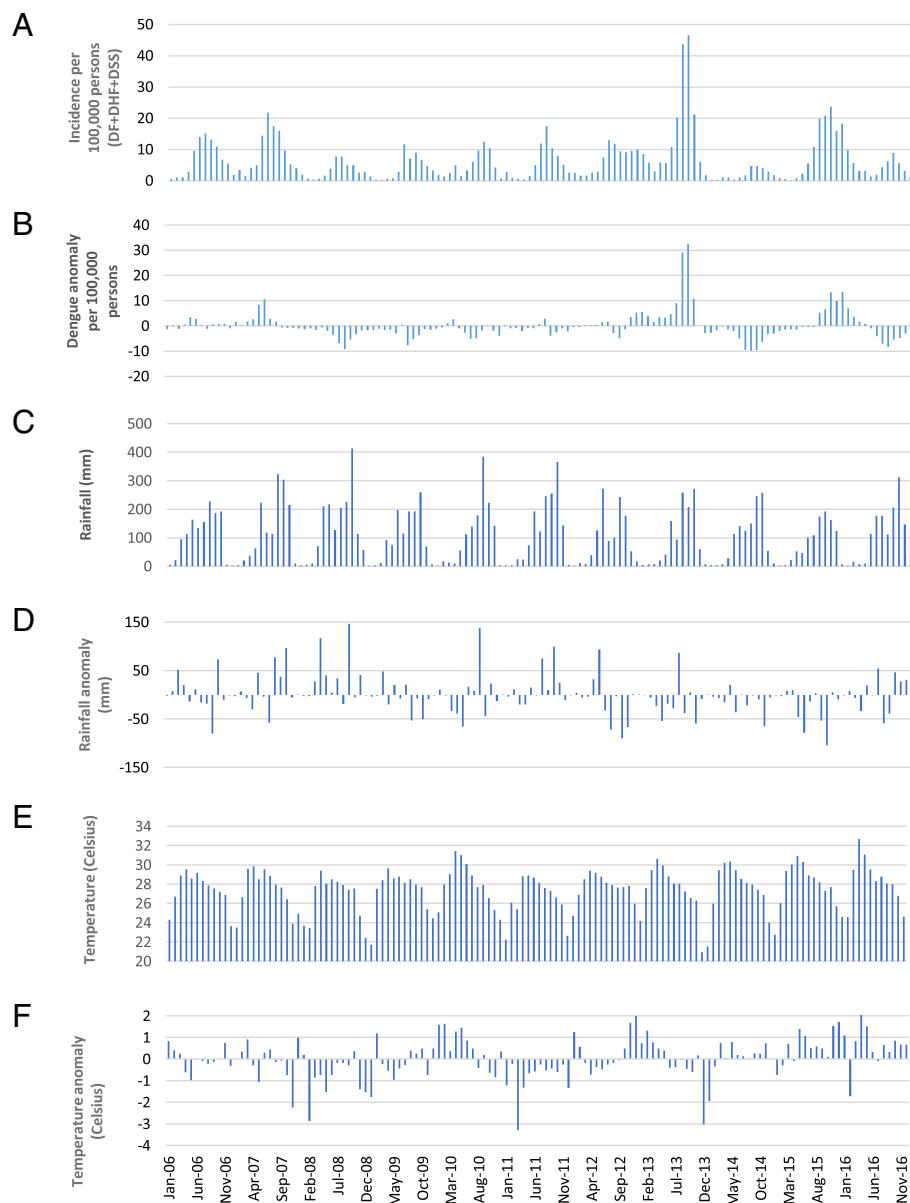 A
Incidence per
100,000 persons
(DF+DHF+DSS)
50
40
30
20
10
0
B
Dengue anomaly
per 100,000
persons
40
30
20
10
0
-10
-20
C
Rainfall (mm)
500
400
300
200
100
0
D
Rainfall anomaly
(mm)
150
50
-50
-150
E
Temperature (Celsius)
34
32
30
28
26
24
22
20
F
Temperature anomaly
(Celsius)
2
1
0
-1
-2
-3
-4
Jan-06
Jun-06
Nov-06
Apr-07
Sep-07
Feb-08
Jul-08
Dec-08
May-09
Oct-09
Mar-10
Aug-10
Jan-11
Jun-11
Nov-11
Apr-12
Sep-12
Feb-13
Jul-13
Dec-13
May-14
Oct-14
Mar-15
Aug-15
Jan-16
Jun-16
Nov-16